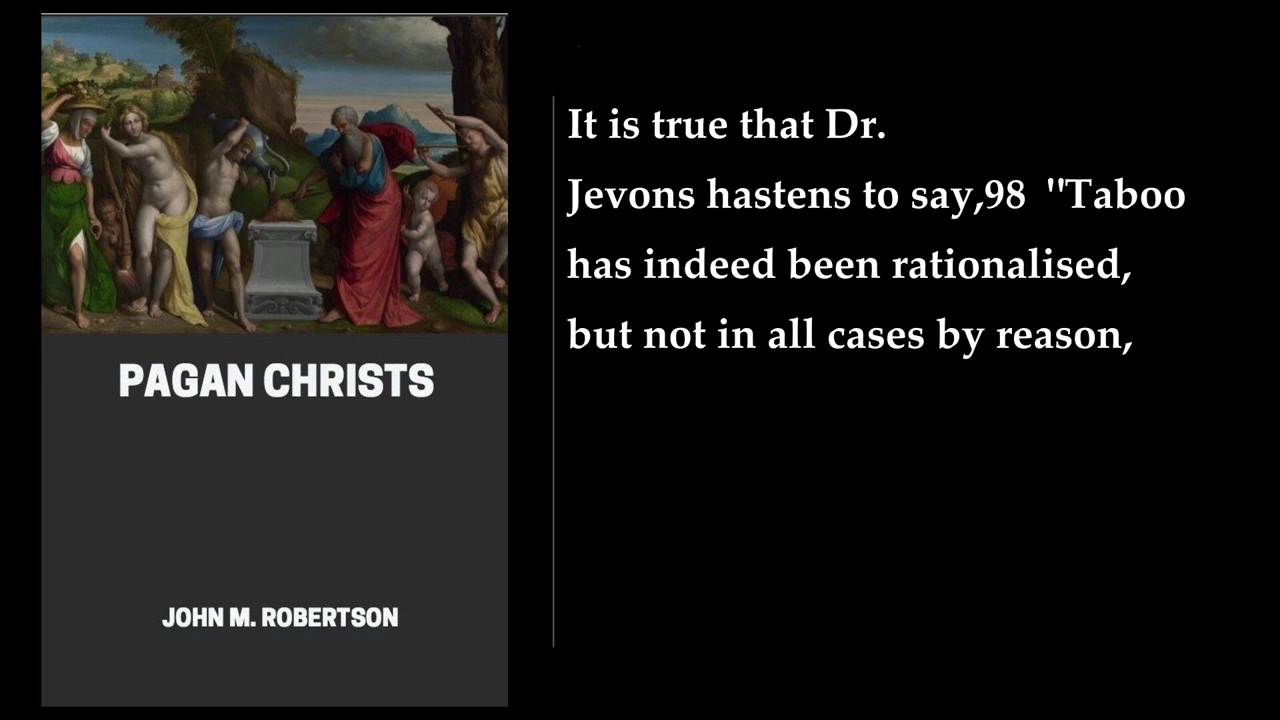 PAGAN CHRISTS
JOHN M. ROBERTSON
It is true that Dr.
Jevons hastens to say,98 "Taboo
has indeed been rationalised,
but not in all cases by reason,